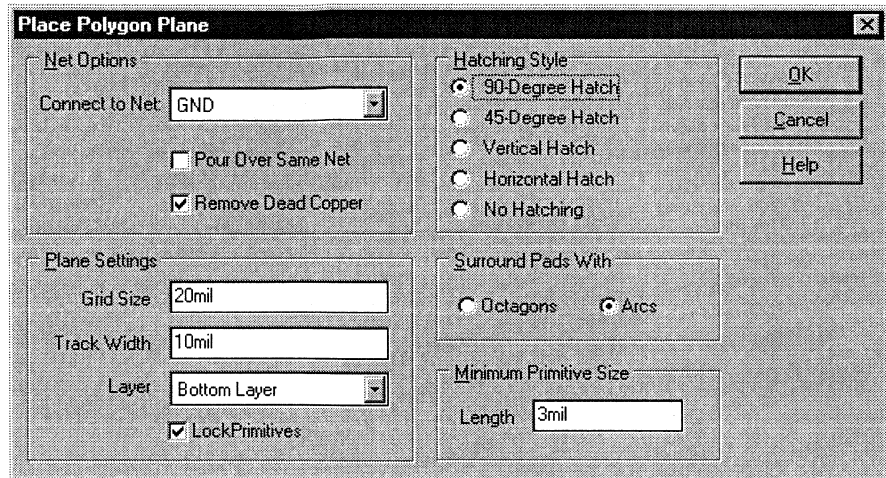 Place Polygon Plane
Net Options
Connect to Net:
GND
Pour Over Same Net
Remove Dead Copper
Hatching Style
90-Degree Hatch
45-Degree Hatch
Vertical Hatch
Horizontal Hatch
No Hatching
OK
Cancel
Help
Plane Settings
Grid Size 20mil
Track Width 10mil
Layer Bottom Layer
LockPrimitives
Surround Pads With
Octagons Arcs
Minimum Primitive Size
Length 3mil